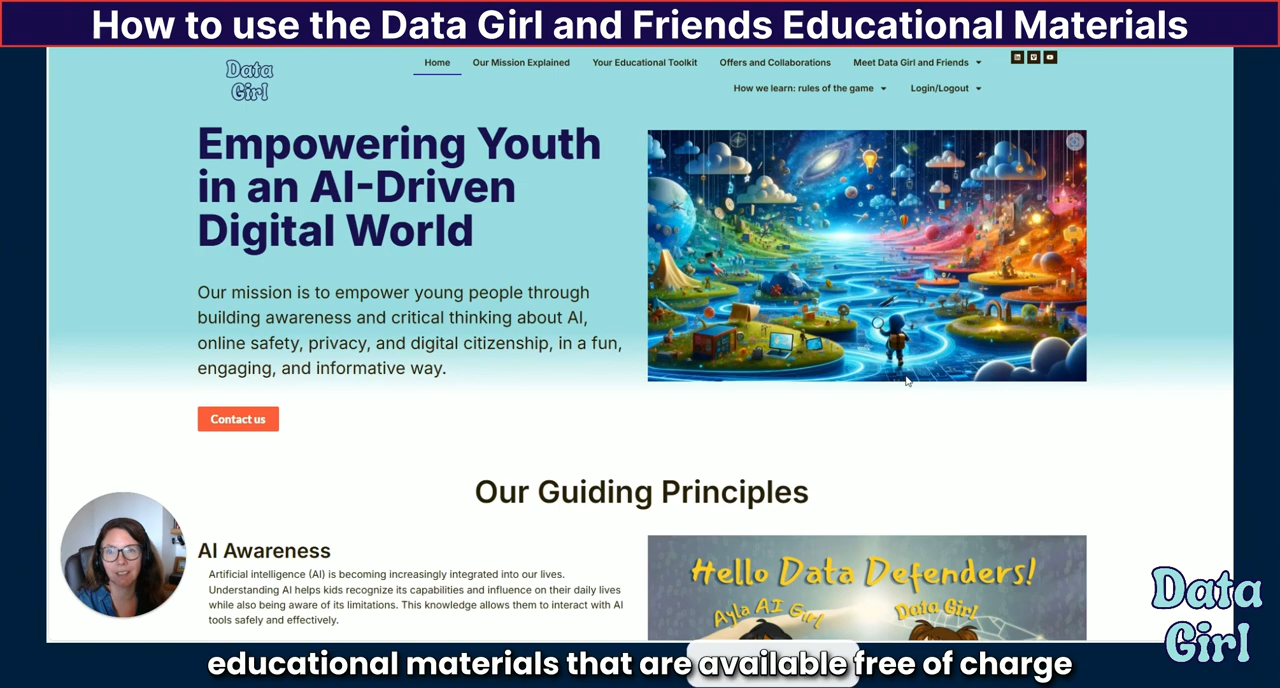 How to use the Data Girl and Friends Educational Materials
Data
Girl
Home Our Mission Explained Your Educational Toolkit Offers and Collaborations Meet Data Girl and Friends
How we learn: rules of the game Login/Logout
Empowering Youth
in an AI-Driven
Digital World
Our mission is to empower young people through
building awareness and critical thinking about AI,
online safety, privacy, and digital citizenship, in a fun,
engaging, and informative way.
Contact us
Our Guiding Principles
AI Awareness
Artificial intelligence (AI) is becoming increasingly integrated into our lives.
Understanding AI helps kids recognize its capabilities and influence on their daily lives
while also being aware of its limitations. This knowledge allows them to interact with AI
tools safely and effectively.
Hello Data Defenders!
Ayla AI Girl
Data Girl
Data
Girl
educational materials that are available free of charge